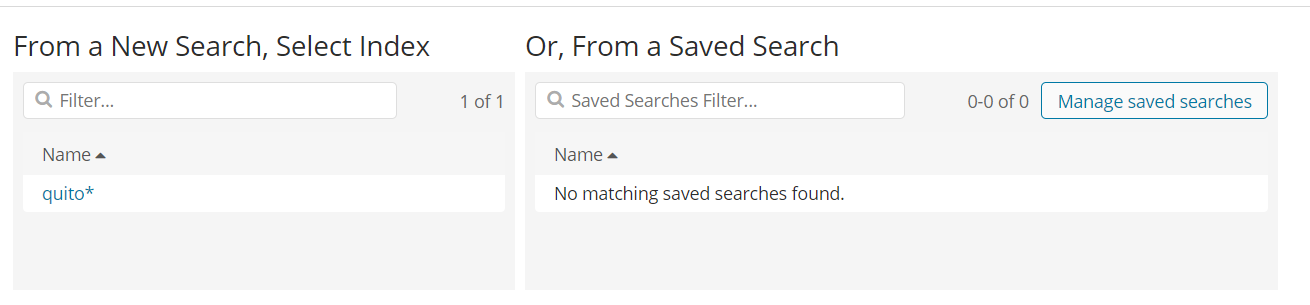 From a New Search, Select Index
Filter...
1 of 1
Name
quito*
Or, From a Saved Search
Saved Searches Filter...
0-0 of 0
Manage saved searches
Name
No matching saved searches found.